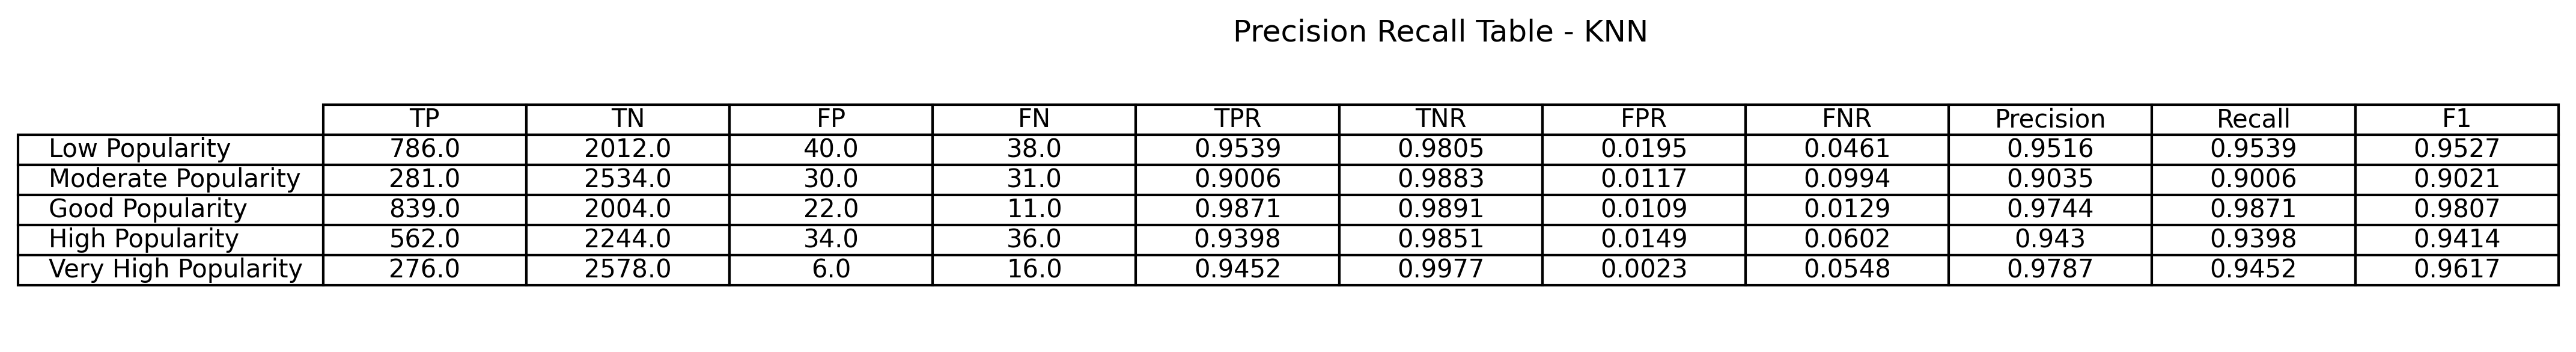 Precision Recall Table - KNN
TP TN FP FN TPR TNR FPR FNR Precision Recall F1
Low Popularity 786.0 2012.0 40.0 38.0 0.9539 0.9805 0.0195 0.0461 0.9516 0.9539 0.9527
Moderate Popularity 281.0 2534.0 30.0 31.0 0.9006 0.9883 0.0117 0.0994 0.9035 0.9006 0.9021
Good Popularity 839.0 2004.0 22.0 11.0 0.9871 0.9891 0.0109 0.0129 0.9744 0.9871 0.9807
High Popularity 562.0 2244.0 34.0 36.0 0.9398 0.9851 0.0149 0.0602 0.943 0.9398 0.9414
Very High Popularity 276.0 2578.0 6.0 16.0 0.9452 0.9977 0.0023 0.0548 0.9787 0.9452 0.9617